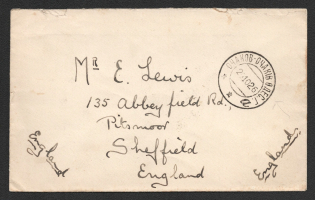 Mr E. Lewis
135 Abbeyfield Rd.,
Pitsmoor
Sheffield
England
England
England